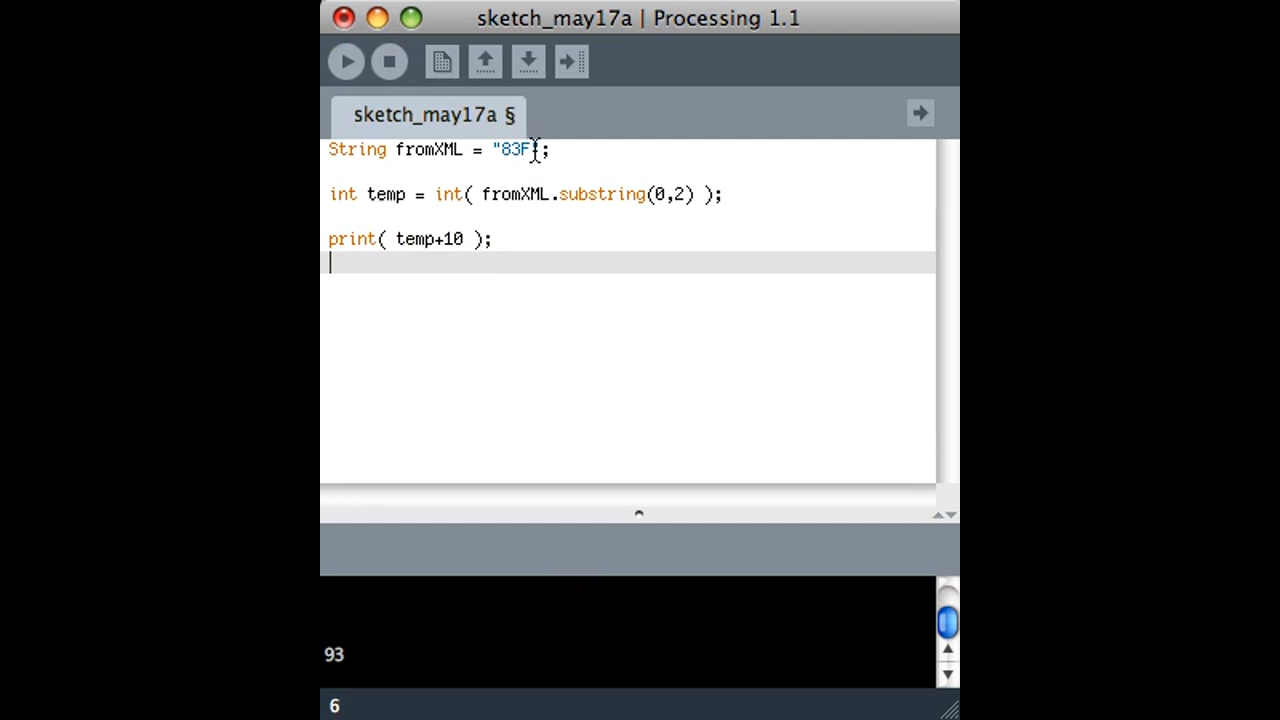 sketch_may17a | Processing 1.1
sketch_may17a §
String fromXML = "83F";
int temp = int( fromXML.substring(0,2) );
print( temp+10 );
93
6